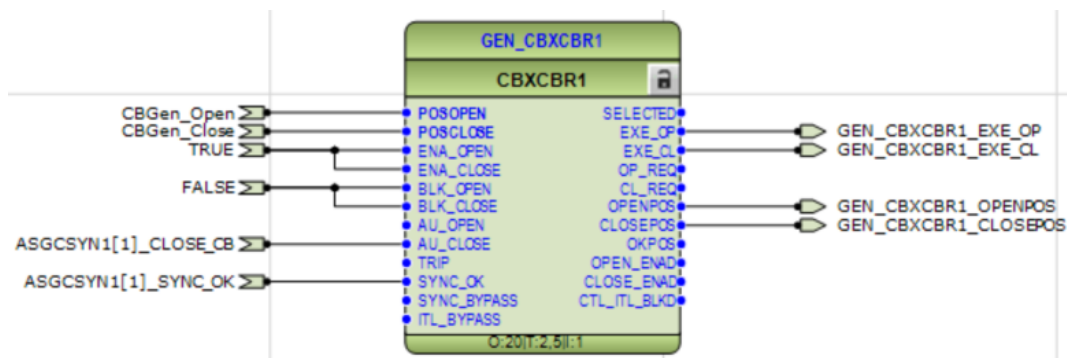 GEN_CBXCBR1
CBXCBR1
CBGen_Open POSOPEN SELECTED
CBGen_Close POSCLOSE EXE_OP GEN_CBXCBR1_EXE_OP
TRUE ENA_OPEN EXE_CL GEN_CBXCBR1_EXE_CL
ENA_CLOSE OP_REQ
FALSE BLK_OPEN CL_REQ
BLK_CLOSE OPENPOS GEN_CBXCBR1_OPENPOS
AU_OPEN CLOSEPOS GEN_CBXCBR1_CLOSEPOS
ASGCSYN1[1]_CLOSE_CB AU_CLOSE OKPOS
TRIP OPEN_ENAD
ASGCSYN1[1]_SYNC_OK SYNC_OK CLOSE_ENAD
SYNC_BYPASS CTL_ITL_BLKD
ITL_BYPASS
O:20|T:2,5|I:1